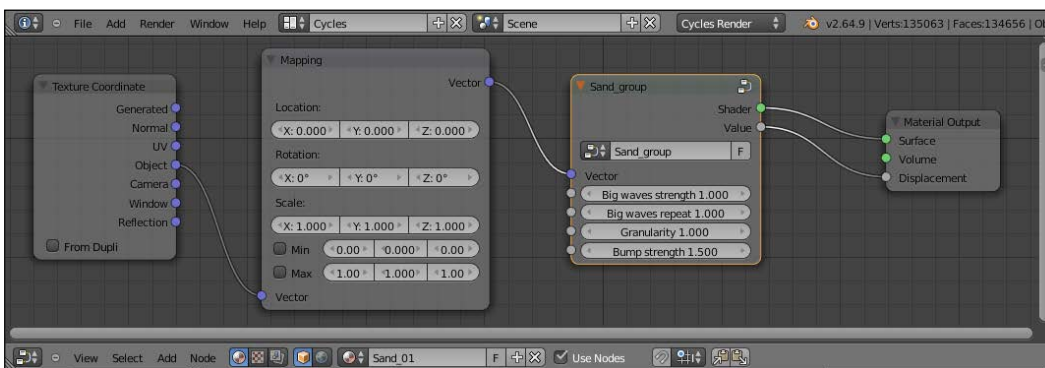 File Add Render Window Help Cycles Scene Cycles Render v2.64.9 | Verts:135063 | Faces:134656 |
Texture Coordinate
Generated
Normal
UV
Object
Camera
Window
Reflection
From Dupli
Mapping
Vector
Location:
X: 0.000 Y: 0.000 Z: 0.000
Rotation:
X: 0° Y: 0° Z: 0°
Scale:
X: 1.000 Y: 1.000 Z: 1.000
Min 0.00 0.000 0.00
Max 1.00 1.000 1.00
Vector
Sand_group
Shader
Value
Sand_group F
Vector
Big waves strength 1.000
Big waves repeat 1.000
Granularity 1.000
Bump strength 1.500
Material Output
Surface
Volume
Displacement
View Select Add Node Sand_01 F Use Nodes